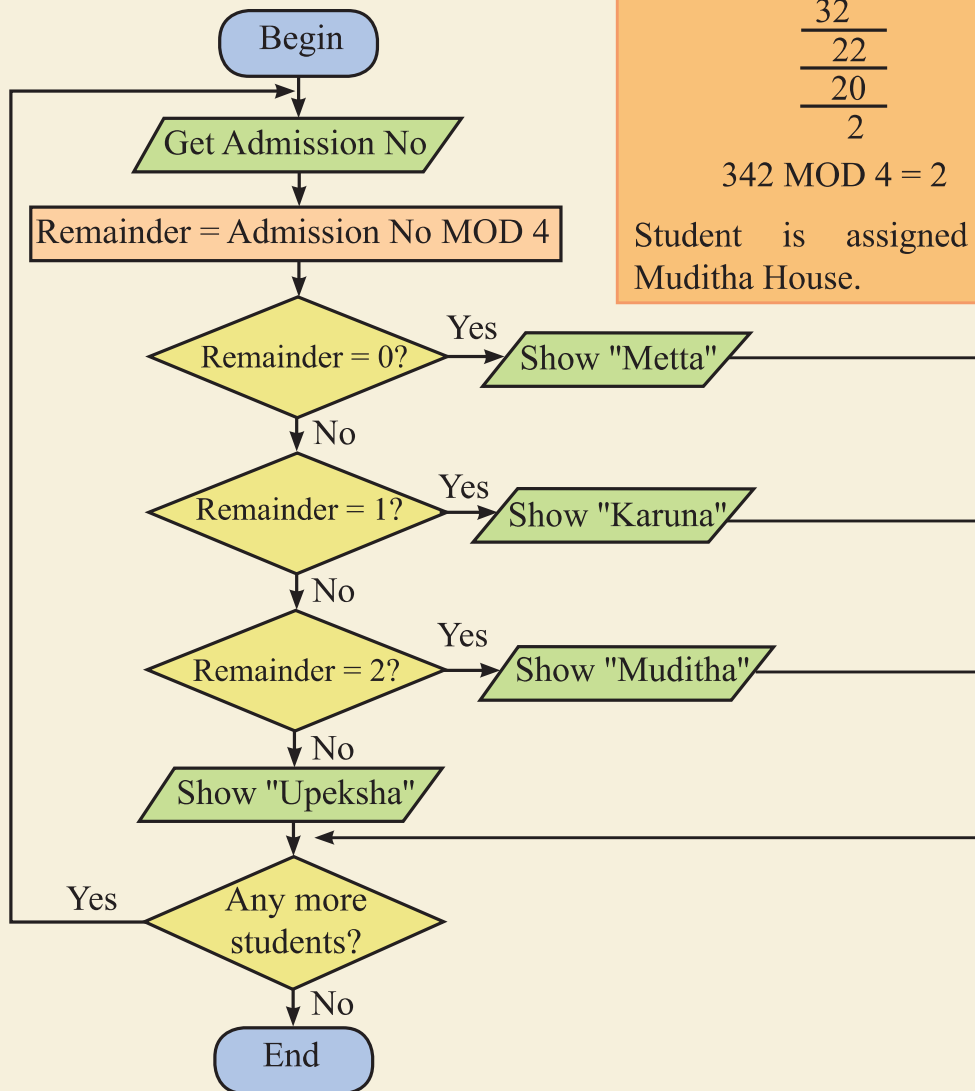 Begin
Get Admission No
Remainder = Admission No MOD 4
Remainder = 0?
Yes
Show "Metta"
No
Remainder = 1?
Yes
Show "Karuna"
No
Remainder = 2?
Yes
Show "Muditha"
No
Show "Upeksha"
Any more
students?
Yes
No
End
32
22
20
2
342 MOD 4 = 2
Student is assigned
Muditha House.